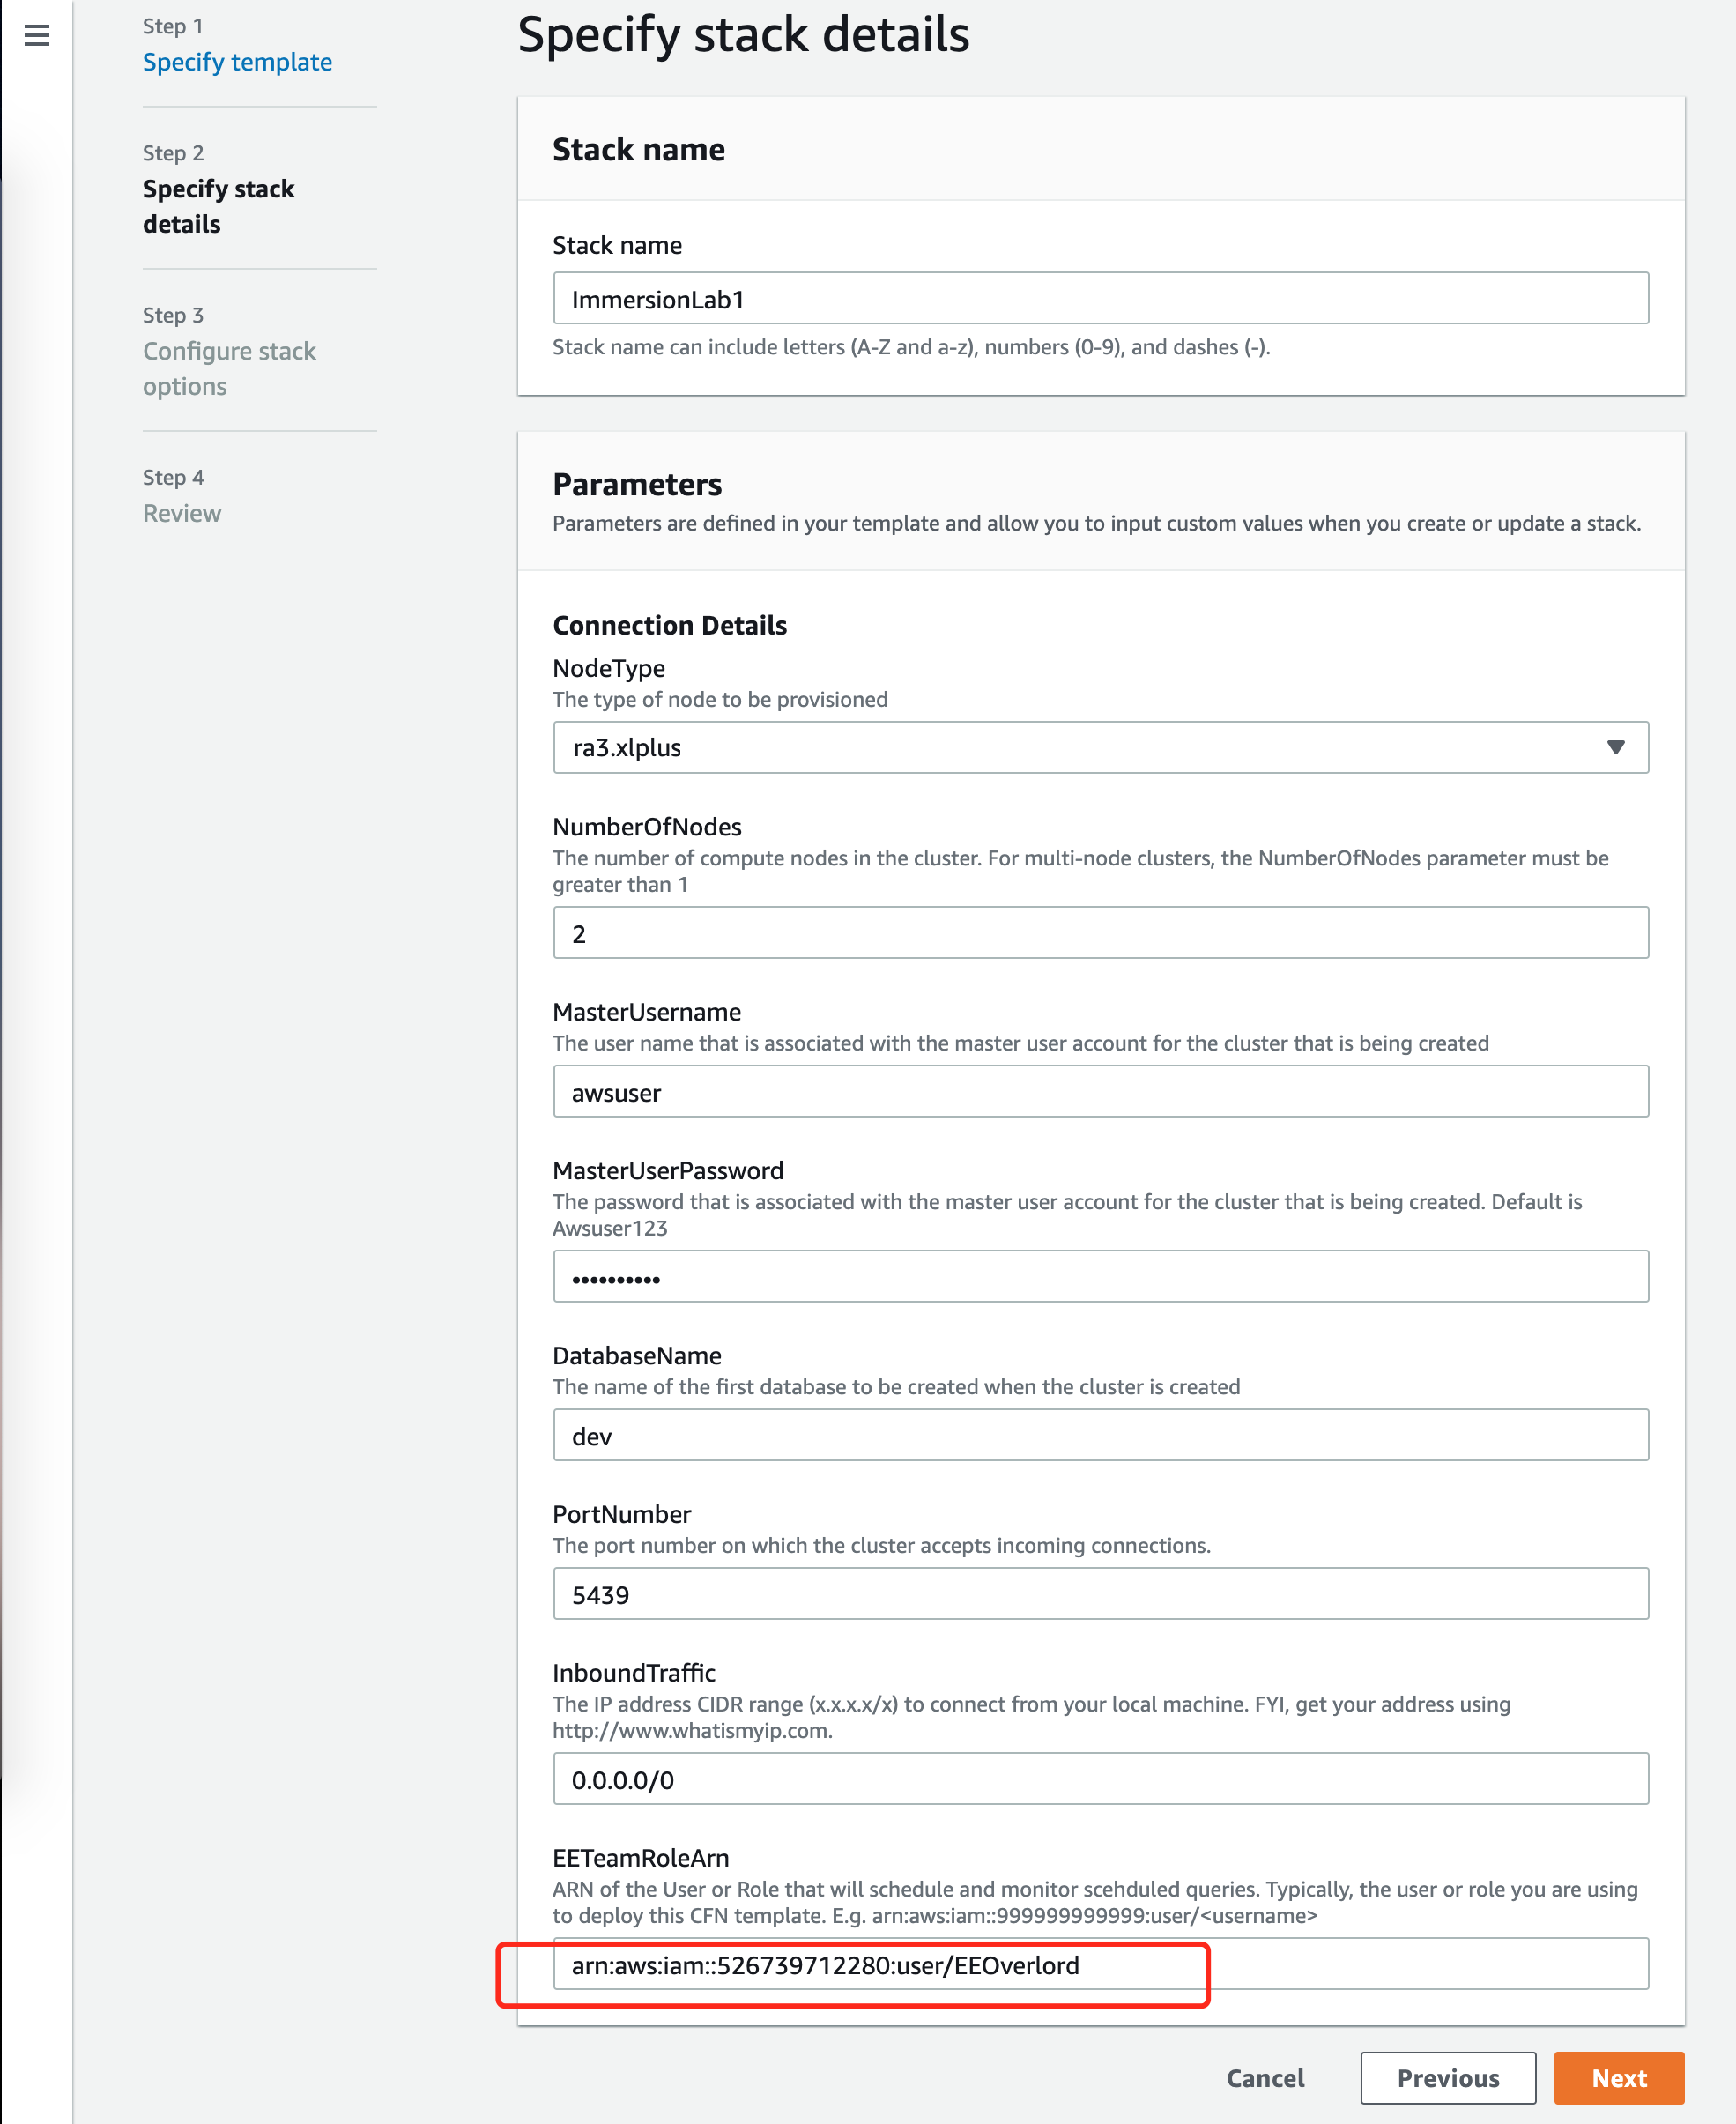 Step 1
Specify template
Step 2
Specify stack
details
Step 3
Configure stack
options
Step 4
Review
Specify stack details
Stack name
Stack name
ImmersionLab1
Stack name can include letters (A-Z and a-z), numbers (0-9), and dashes (-).
Parameters
Parameters are defined in your template and allow you to input custom values when you create or update a stack.
Connection Details
NodeType
The type of node to be provisioned
ra3.xlplus
NumberOfNodes
The number of compute nodes in the cluster. For multi-node clusters, the NumberOfNodes parameter must be
greater than 1
2
MasterUsername
The user name that is associated with the master user account for the cluster that is being created
awsuser
MasterUserPassword
The password that is associated with the master user account for the cluster that is being created. Default is
Awsuser123
••••••••••
DatabaseName
The name of the first database to be created when the cluster is created
dev
PortNumber
The port number on which the cluster accepts incoming connections.
5439
InboundTraffic
The IP address CIDR range (x.x.x.x/x) to connect from your local machine. FYI, get your address using
http://www.whatismyip.com.
0.0.0.0/0
EETeamRoleArn
ARN of the User or Role that will schedule and monitor scehduled queries. Typically, the user or role you are using
to deploy this CFN template. E.g. arn:aws:iam::999999999999:user/<username>
arn:aws:iam::526739712280:user/EEOverlord
Cancel
Previous
Next